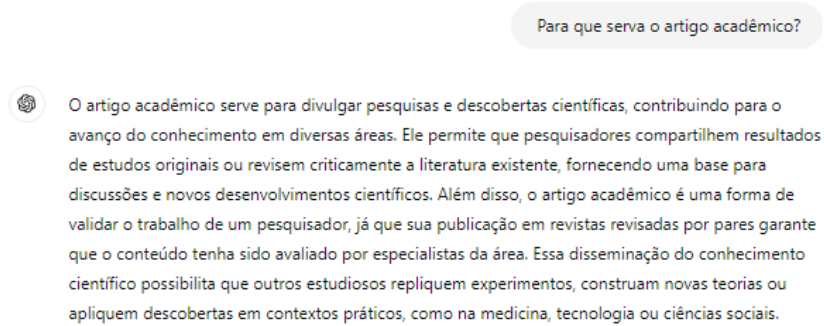 Para que serva o artigo acadêmico?
O artigo acadêmico serve para divulgar pesquisas e descobertas científicas, contribuindo para o
avanço do conhecimento em diversas áreas. Ele permite que pesquisadores compartilhem resultados
de estudos originais ou revisem criticamente a literatura existente, fornecendo uma base para
discussões e novos desenvolvimentos científicos. Além disso, o artigo acadêmico é uma forma de
validar o trabalho de um pesquisador, já que sua publicação em revistas revisadas por pares garante
que o conteúdo tenha sido avaliado por especialistas da área. Essa disseminação do conhecimento
científico possibilita que outros estudiosos repliquem experimentos, construam novas teorias ou
apliquem descobertas em contextos práticos, como na medicina, tecnologia ou ciências sociais.